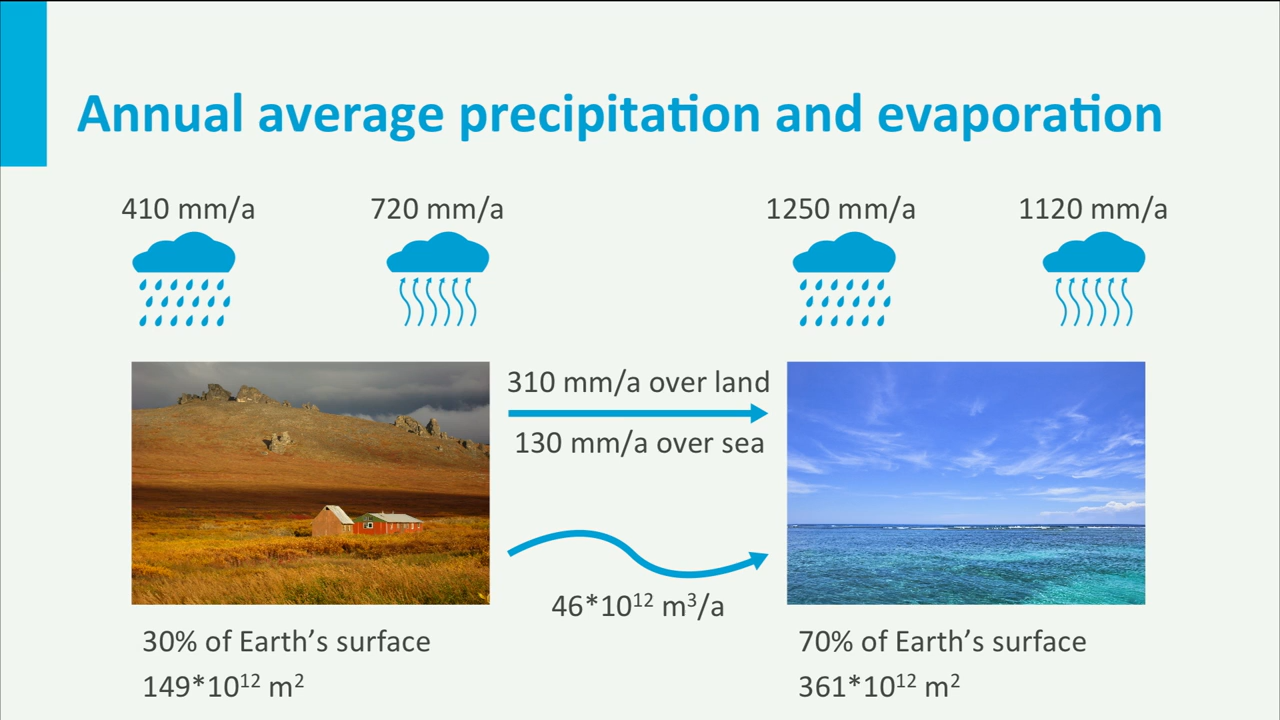 Annual average precipitation and evaporation
410 mm/a
720 mm/a
1250 mm/a
1120 mm/a
310 mm/a over land
130 mm/a over sea
46*10¹² m³/a
30% of Earth’s surface
149*10¹² m²
70% of Earth’s surface
361*10¹² m²